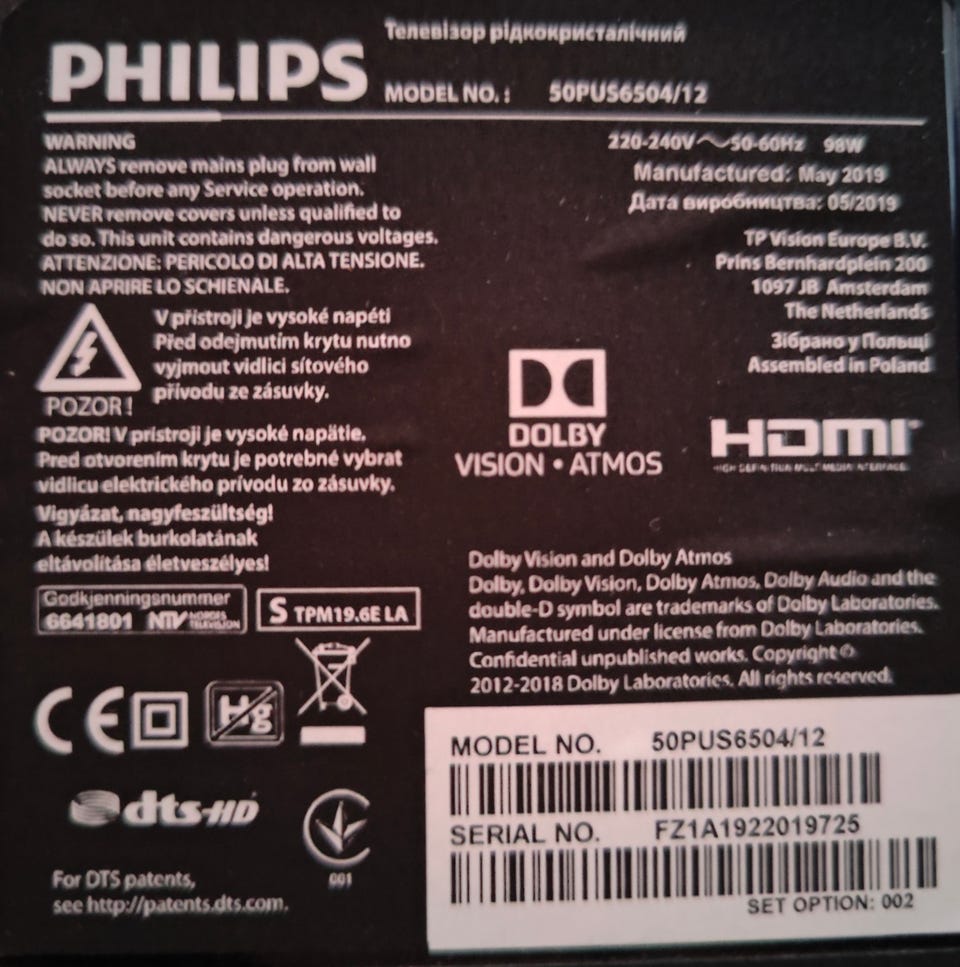 PHILIPS
Телевізор рідкокристалічний
MODEL NO. : 50PUS6504/12
WARNING
ALWAYS remove mains plug from wall
socket before any Service operation.
NEVER remove covers unless qualified to
do so. This unit contains dangerous voltages.
ATTENZIONE: PERICOLO DI ALTA TENSIONE.
NON APRIRE LO SCHIENALE.
V přístroji je vysoké napětí
Před odejmutím krytu nutno
vyjmout vidlici síťového
přívodu ze zásuvky.
POZOR!
POZOR! V prístroji je vysoké napätie.
Pred otvorením krytu je potrebné vybrat
vidlicu elektrického prívodu zo zásuvky.
Vigyázat, nagyfeszültség!
A készülek burkolatának
eltávolítása életveszélyes!
Godkjenningsnummer
6641801 NTV NORGES TELEVISJON
S TPM19.6E LA
CE
Hg
dts-HD
001
For DTS patents,
see http://patents.dts.com.
220-240V~50-60Hz 98W
Manufactured: May 2019
Дата виробництва: 05/2019
TP Vision Europe B.V.
Prins Bernhardplein 200
1097 JB Amsterdam
The Netherlands
Зібрано у Польщі
Assembled in Poland
DOLBY
VISION • ATMOS
HDMI
HIGH DEFINITION MULTIMEDIA INTERFACE
Dolby Vision and Dolby Atmos
Dolby, Dolby Vision, Dolby Atmos, Dolby Audio and the
double-D symbol are trademarks of Dolby Laboratories.
Manufactured under license from Dolby Laboratories.
Confidential unpublished works. Copyright ©
2012-2018 Dolby Laboratories. All rights reserved.
MODEL NO. 50PUS6504/12
SERIAL NO. FZ1A1922019725
SET OPTION: 002